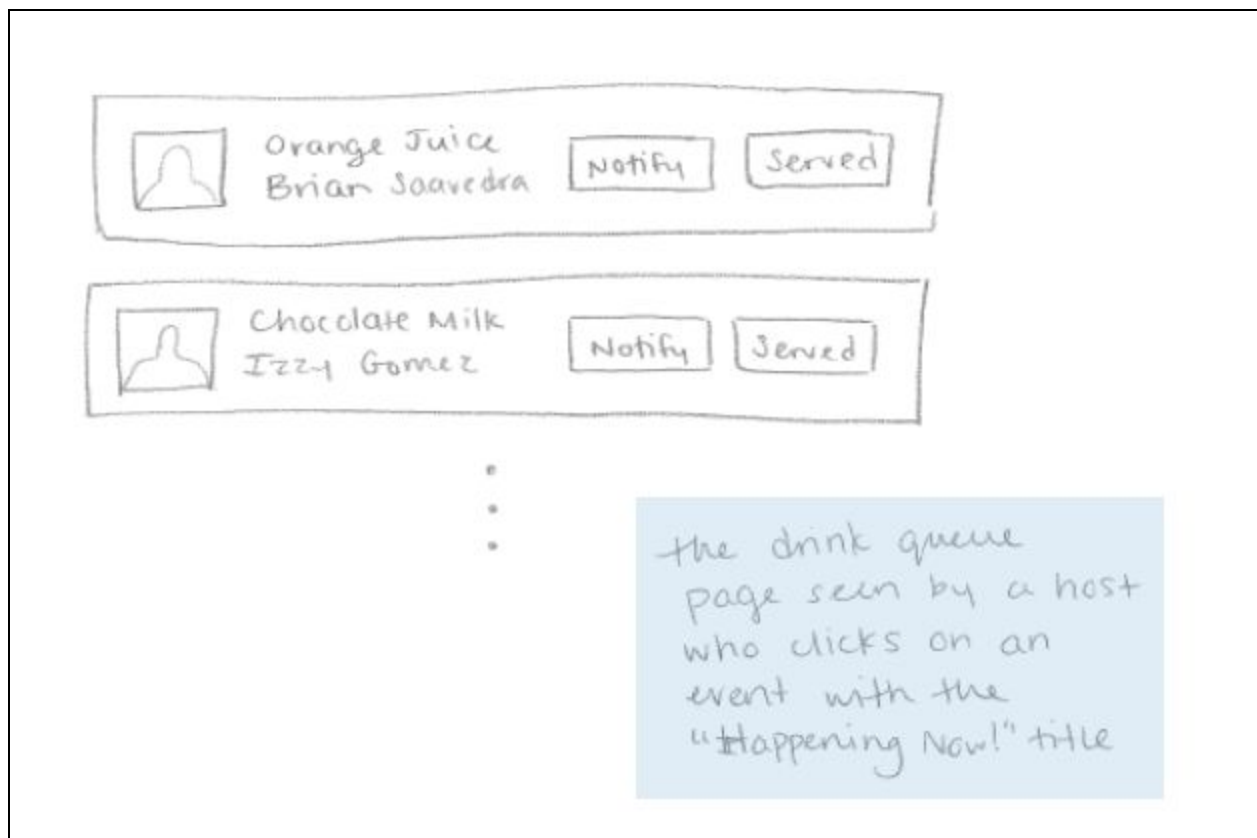 Orange Juice
Brian Saavedra
Notify
Served
Chocolate Milk
Izzy Gomez
Notify
Served
the drink queue
page seen by a host
who clicks on an
event with the
"Happening Now!" title